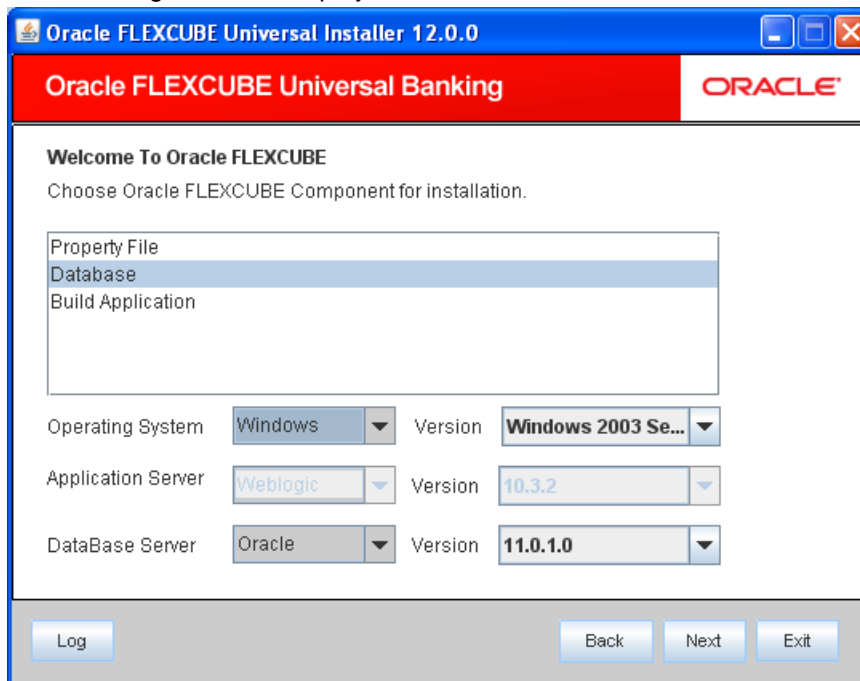 Oracle FLEXCUBE Universal Installer 12.0.0
Oracle FLEXCUBE Universal Banking
ORACLE
Welcome To Oracle FLEXCUBE
Choose Oracle FLEXCUBE Component for installation.
Property File
Database
Build Application
Operating System Windows Version Windows 2003 Se...
Application Server Weblogic Version 10.3.2
DataBase Server Oracle Version 11.0.1.0
Log Back Next Exit